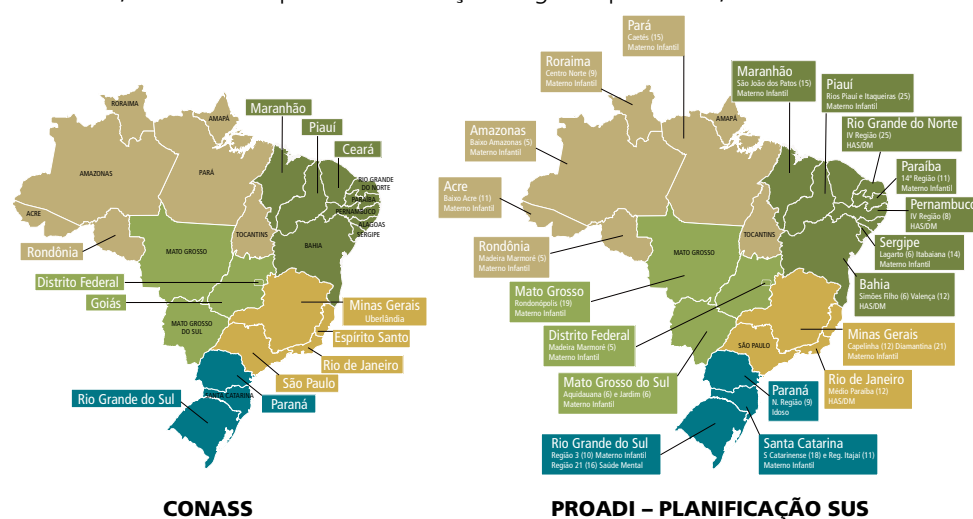 RORAIMA
AMAPÁ
AMAZONAS
PARÁ
ACRE
TOCANTINS
MATO GROSSO
BAHIA
RIO GRANDE
DO NORTE
PARAÍBA
PERNAMBUCO
ALAGOAS
SERGIPE
MATO GROSSO
DO SUL
SANTA CATARINA
Maranhão
Piauí
Ceará
Rondônia
Distrito Federal
Goiás
Minas Gerais
Uberlândia
Espírito Santo
Rio de Janeiro
São Paulo
Paraná
Rio Grande do Sul
CONASS
Pará
Caetés (15)
Materno Infantil
Roraima
Centro Norte (9)
Materno Infantil
Amazonas
Baixo Amazonas (5)
Materno Infantil
Acre
Baixo Acre (11)
Materno Infantil
Rondônia
Madeira Marmoré (5)
Materno Infantil
Mato Grosso
Rondonópolis (19)
Materno Infantil
Distrito Federal
Madeira Marmoré (5)
Materno Infantil
Mato Grosso do Sul
Aquidauana (6) e Jardim (6)
Materno Infantil
Rio Grande do Sul
Região 3 (10) Materno Infantil
Região 21 (16) Saúde Mental
Maranhão
São João dos Patos (15)
Materno Infantil
Piauí
Rios Piauí e Itaqueiras (25)
Materno Infantil
Rio Grande do Norte
IV Região (25)
HAS/DM
Paraíba
14ª Região (11)
Materno Infantil
Pernambuco
IV Região (8)
HAS/DM
Sergipe
Lagarto (6) Itabaiana (14)
Materno Infantil
Bahia
Simões Filho (6) Valença (12)
HAS/DM
Minas Gerais
Capelinha (12) Diamantina (21)
Materno Infantil
Rio de Janeiro
Médio Paraíba (12)
HAS/DM
Paraná
N. Região (9)
Idoso
Santa Catarina
S Catarinense (18) e Reg. Itajaí (11)
Materno Infantil
AMAPÁ
TOCANTINS
MATO GROSSO
SÃO PAULO
PROADI – PLANIFICAÇÃO SUS